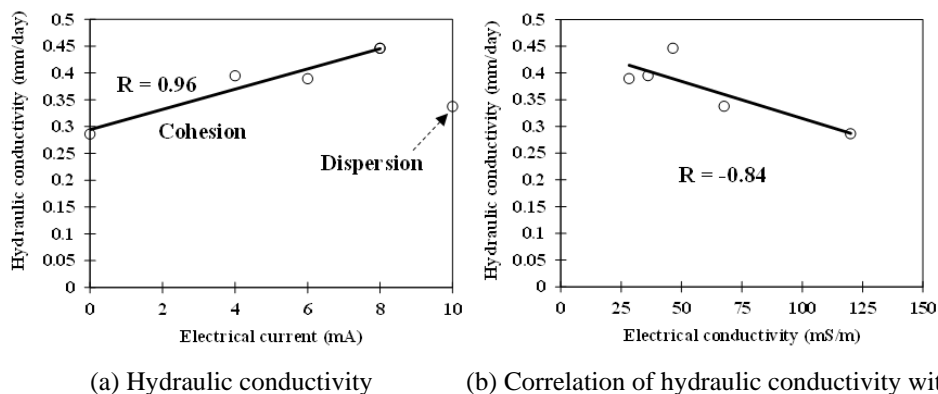 0.5
0.45
0.4
0.35
0.3
0.25
0.2
0.15
0.1
0.05
0
Hydraulic conductivity (mm/day)
R = 0.96
Cohesion
Dispersion
0 2 4 6 8 10
Electrical current (mA)
(a) Hydraulic conductivity
0.5
0.45
0.4
0.35
0.3
0.25
0.2
0.15
0.1
0.05
0
Hydraulic conductivity (mm/day)
R = -0.84
0 25 50 75 100 125 150
Electrical conductivity (mS/m)
(b) Correlation of hydraulic conductivity wit